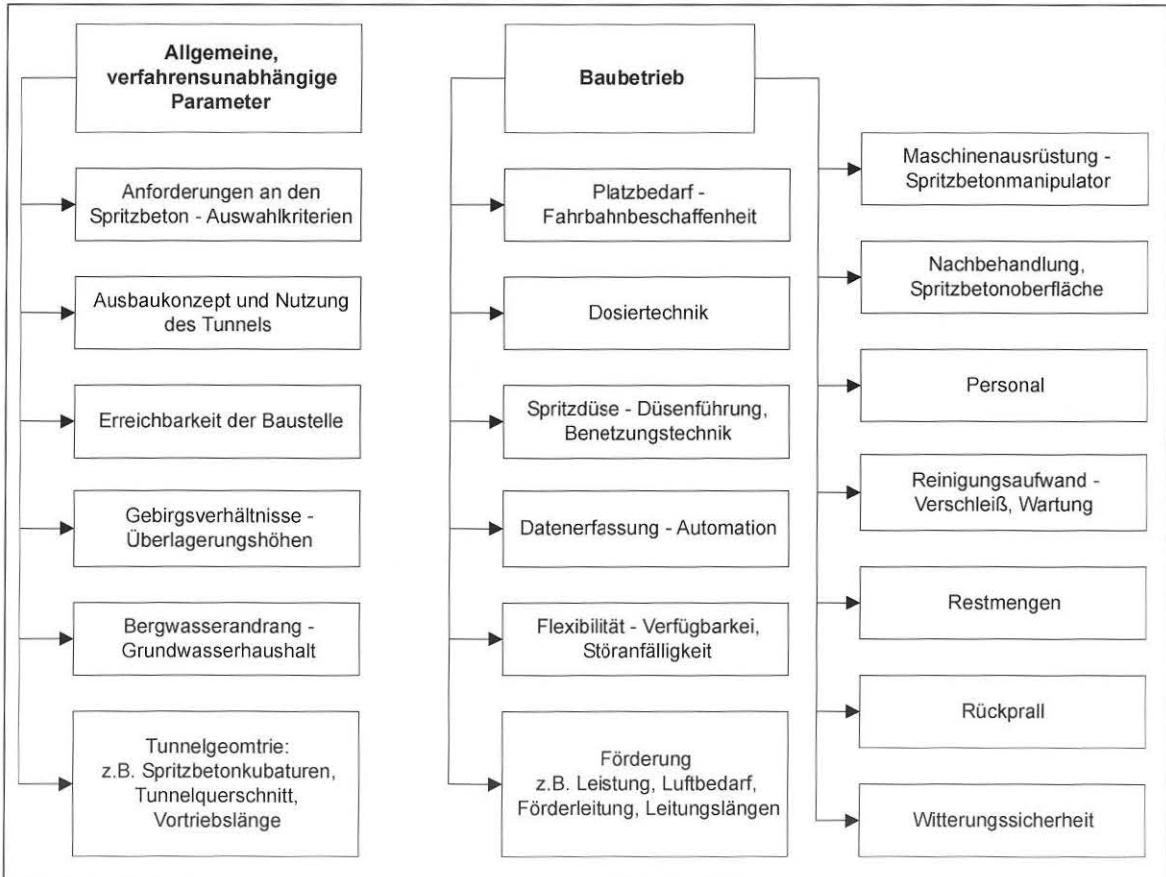 Allgemeine,
verfahrensunabhängige
Parameter
Anforderungen an den
Spritzbeton - Auswahlkriterien
Ausbaukonzept und Nutzung
des Tunnels
Erreichbarkeit der Baustelle
Gebirgsverhältnisse -
Überlagerungshöhen
Bergwasserandrang -
Grundwasserhaushalt
Tunnelgeomtrie:
z.B. Spritzbetonkubaturen,
Tunnelquerschnitt,
Vortriebslänge
Baubetrieb
Platzbedarf -
Fahrbahnbeschaffenheit
Dosiertechnik
Spritzdüse - Düsenführung,
Benetzungstechnik
Datenerfassung - Automation
Flexibilität - Verfügbarkei,
Störanfälligkeit
Förderung
z.B. Leistung, Luftbedarf,
Förderleitung, Leitungslängen
Maschinenausrüstung -
Spritzbetonmanipulator
Nachbehandlung,
Spritzbetonoberfläche
Personal
Reinigungsaufwand -
Verschleiß, Wartung
Restmengen
Rückprall
Witterungssicherheit